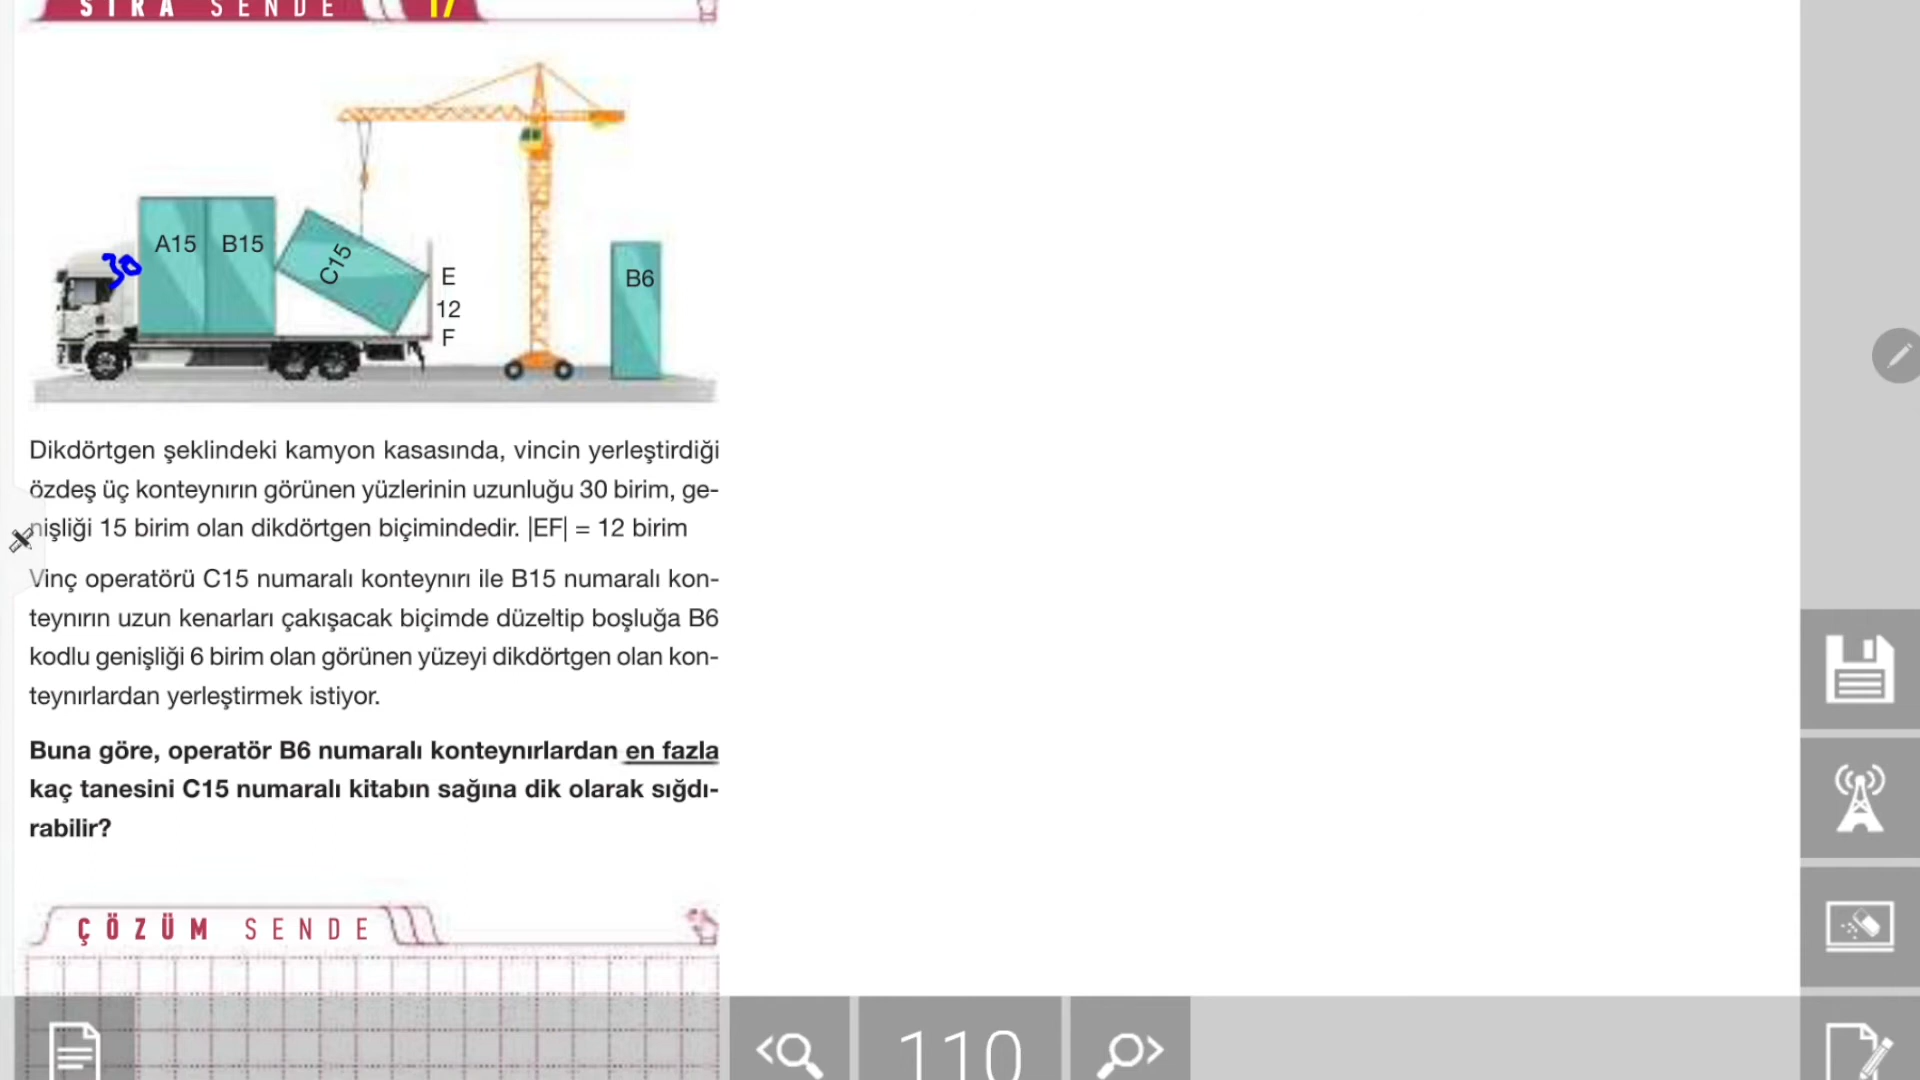 SIRA SENDE 17
A15 B15 C15
30
E
12
F
B6
Dikdörtgen şeklindeki kamyon kasasında, vincin yerleştirdiği
özdeş üç konteynırın görünen yüzlerinin uzunluğu 30 birim, ge-
nişliği 15 birim olan dikdörtgen biçimindedir. |EF| = 12 birim
Vinç operatörü C15 numaralı konteynırı ile B15 numaralı kon-
teynırın uzun kenarları çakışacak biçimde düzeltip boşluğa B6
kodlu genişliği 6 birim olan görünen yüzeyi dikdörtgen olan kon-
teynırlardan yerleştirmek istiyor.
Buna göre, operatör B6 numaralı konteynırlardan en fazla
kaç tanesini C15 numaralı kitabın sağına dik olarak sığdı-
rabilir?
ÇÖZÜM SENDE
110